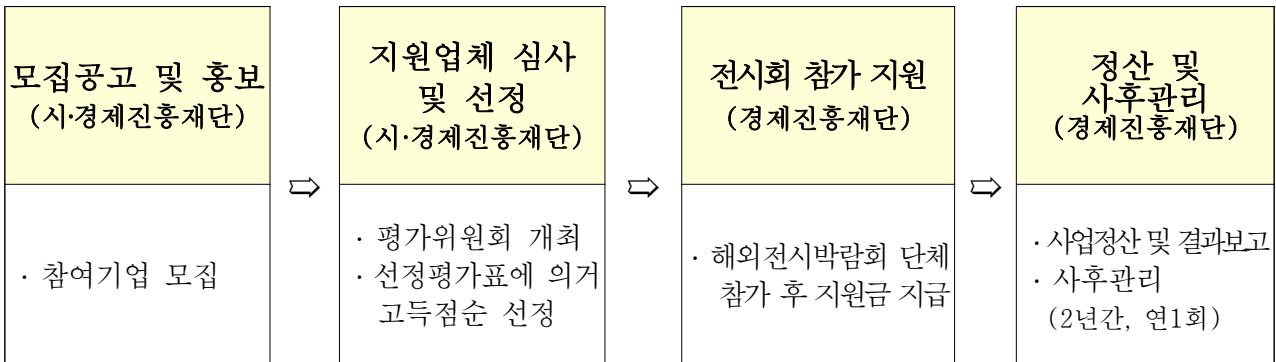 모집공고 및 홍보
(시·경제진흥재단)
· 참여기업 모집
⇨
지원업체 심사
및 선정
(시·경제진흥재단)
· 평가위원회 개최
· 선정평가표에 의거
고득점순 선정
⇨
전시회 참가 지원
(경제진흥재단)
· 해외전시박람회 단체
참가 후 지원금 지급
⇨
정산 및
사후관리
(경제진흥재단)
· 사업정산 및 결과보고
· 사후관리
(2년간, 연1회)